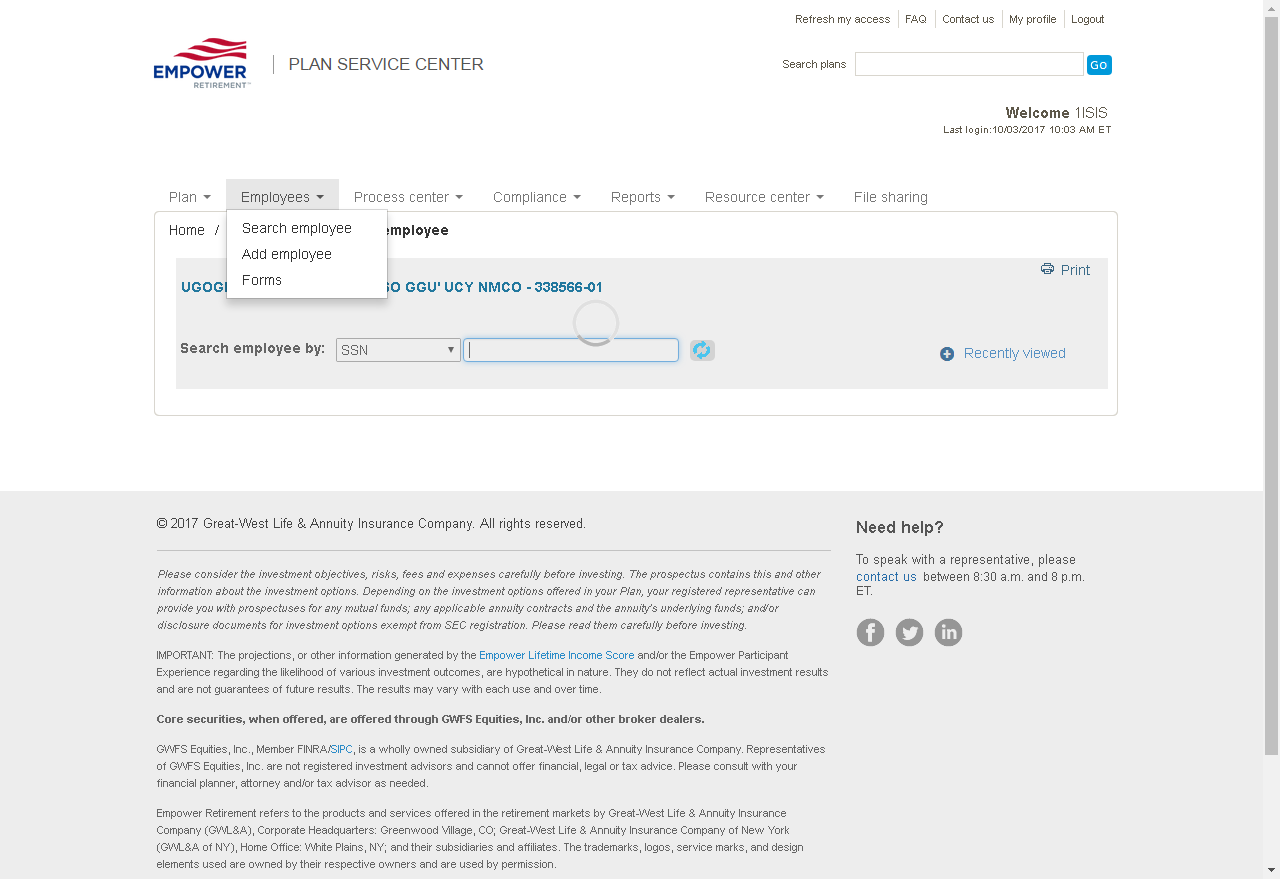 Refresh my access FAQ Contact us My profile Logout
EMPOWER
RETIREMENT™
PLAN SERVICE CENTER
Search plans Go
Welcome 1ISIS
Last login:10/03/2017 10:03 AM ET
Plan Employees Process center Compliance Reports Resource center File sharing
Home / employee
Search employee
Add employee
Forms
Print
GGU' UCY NMCO - 338566-01
Search employee by: SSN
Recently viewed
© 2017 Great-West Life & Annuity Insurance Company. All rights reserved.
Please consider the investment objectives, risks, fees and expenses carefully before investing. The prospectus contains this and other
information about the investment options. Depending on the investment options offered in your Plan, your registered representative can
provide you with prospectuses for any mutual funds; any applicable annuity contracts and the annuity's underlying funds; and/or
disclosure documents for investment options exempt from SEC registration. Please read them carefully before investing.
IMPORTANT: The projections, or other information generated by the Empower Lifetime Income Score and/or the Empower Participant
Experience regarding the likelihood of various investment outcomes, are hypothetical in nature. They do not reflect actual investment results
and are not guarantees of future results. The results may vary with each use and over time.
Core securities, when offered, are offered through GWFS Equities, Inc. and/or other broker dealers.
GWFS Equities, Inc., Member FINRA/SIPC, is a wholly owned subsidiary of Great-West Life & Annuity Insurance Company. Representatives
of GWFS Equities, Inc. are not registered investment advisors and cannot offer financial, legal or tax advice. Please consult with your
financial planner, attorney and/or tax advisor as needed.
Empower Retirement refers to the products and services offered in the retirement markets by Great-West Life & Annuity Insurance
Company (GWL&A), Corporate Headquarters: Greenwood Village, CO; Great-West Life & Annuity Insurance Company of New York
(GWL&A of NY), Home Office: White Plains, NY; and their subsidiaries and affiliates. The trademarks, logos, service marks, and design
elements used are owned by their respective owners and are used by permission.
Need help?
To speak with a representative, please
contact us between 8:30 a.m. and 8 p.m.
ET.